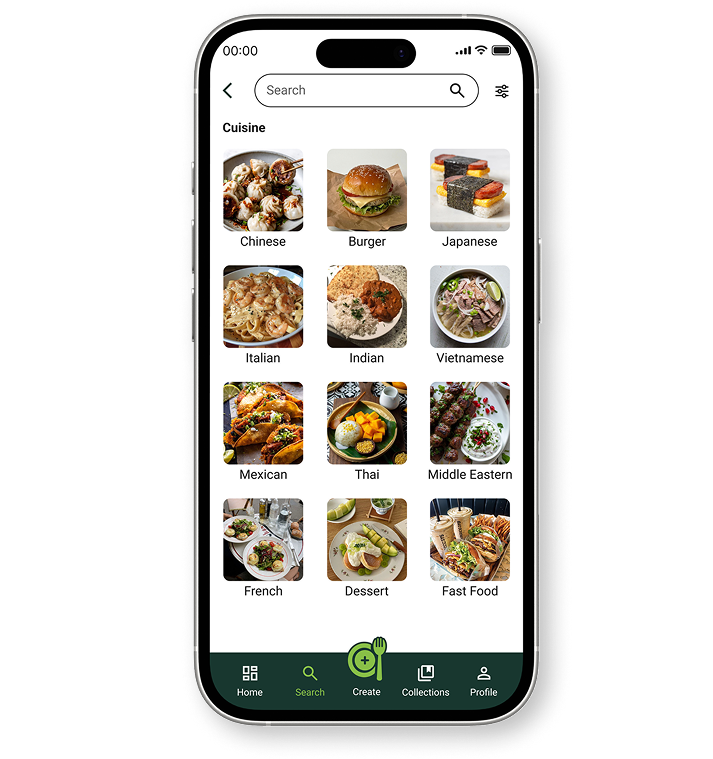 00:00
Search
Cuisine
Chinese
Burger
Japanese
Italian
Indian
Vietnamese
Mexican
Thai
Middle Eastern
French
Dessert
Fast Food
Home
Search
Create
Collections
Profile